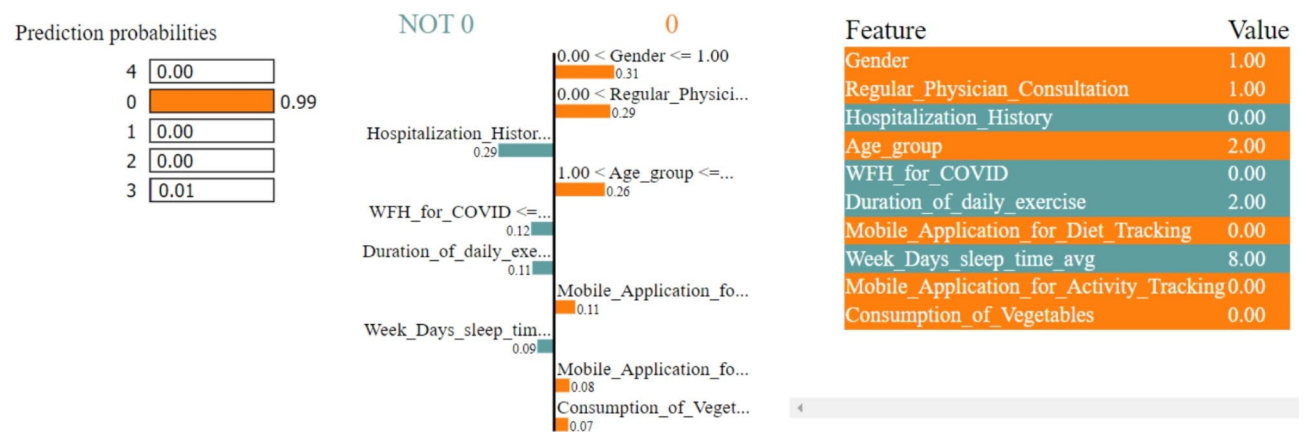 Prediction probabilities
4 0.00
0 0.99
1 0.00
2 0.00
3 0.01
NOT 0
0
0.00 < Gender <= 1.00
0.31
0.00 < Regular_Physici...
0.29
Hospitalization_Histor...
0.29
1.00 < Age_group <=...
0.26
WFH_for_COVID <=...
0.12
Duration_of_daily_exe...
0.11
Mobile_Application_fo...
0.11
Week_Days_sleep_tim...
0.09
Mobile_Application_fo...
0.08
Consumption_of_Veget...
0.07
Feature Value
Gender 1.00
Regular_Physician_Consultation 1.00
Hospitalization_History 0.00
Age_group 2.00
WFH_for_COVID 0.00
Duration_of_daily_exercise 2.00
Mobile_Application_for_Diet_Tracking 0.00
Week_Days_sleep_time_avg 8.00
Mobile_Application_for_Activity_Tracking 0.00
Consumption_of_Vegetables 0.00